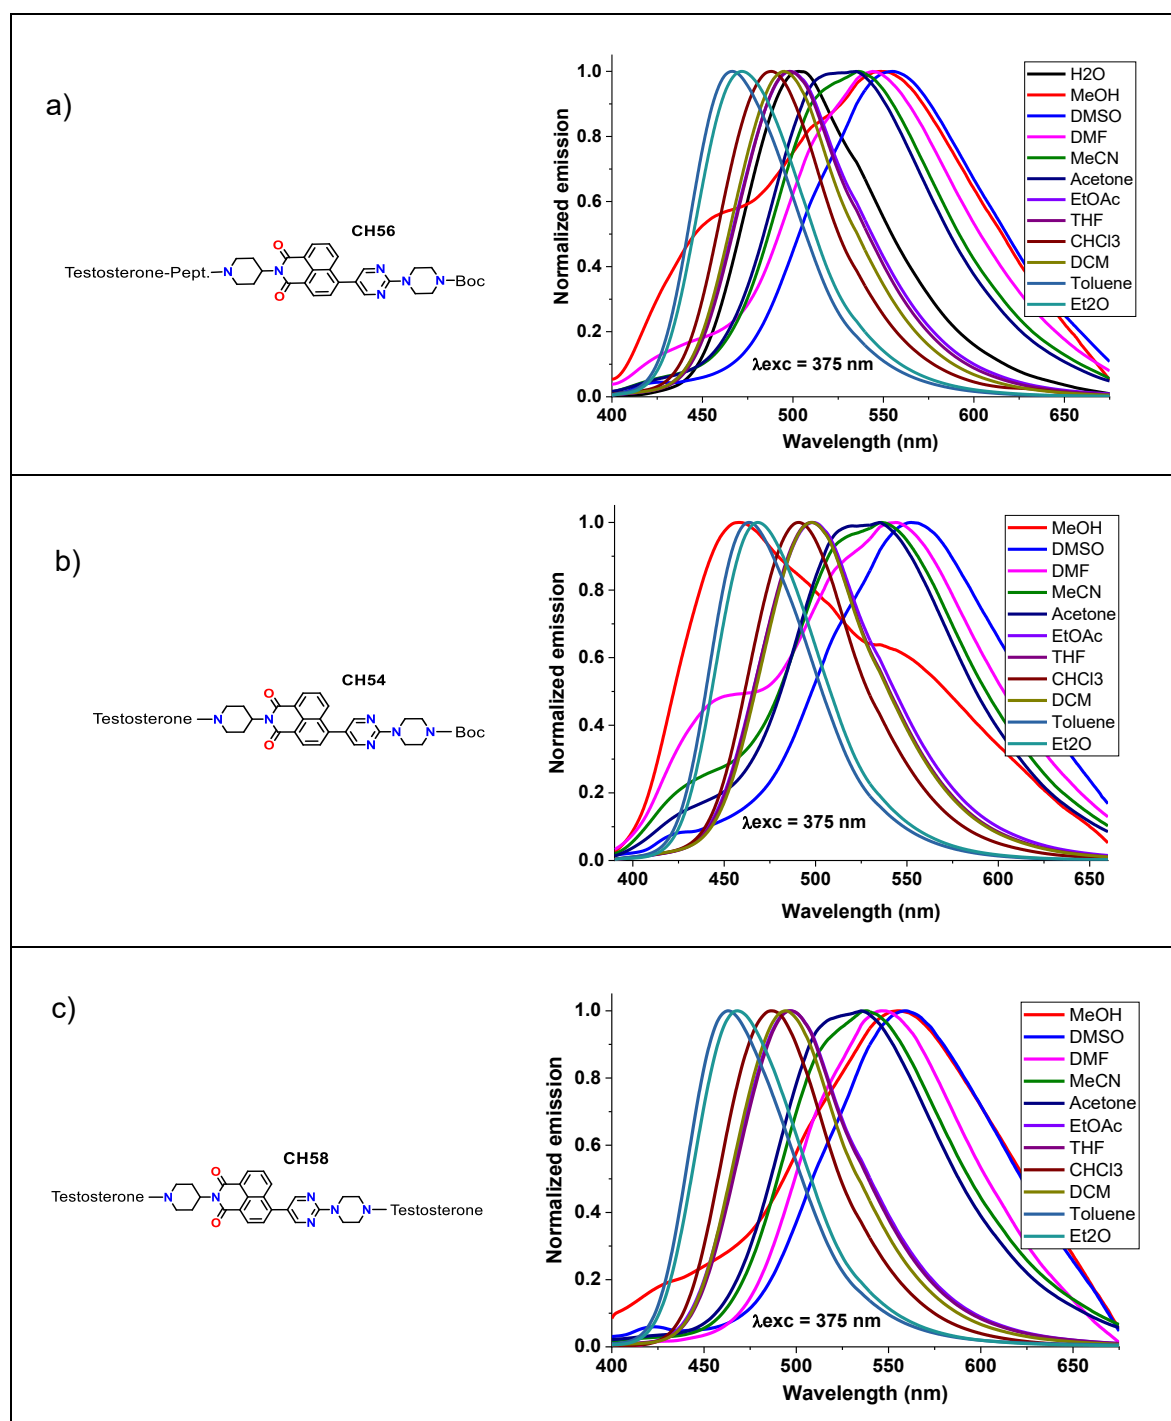 a)
CH56
Testosterone-Pept.
N
O
N
O
N
N
N
N
Boc
Normalized emission
1.0
0.8
0.6
0.4
0.2
0.0
400
450
500
550
600
650
Wavelength (nm)
λexc = 375 nm
H2O
MeOH
DMSO
DMF
MeCN
Acetone
EtOAc
THF
CHCl3
DCM
Toluene
Et2O
b)
CH54
Testosterone
N
O
N
O
N
N
N
N
Boc
Normalized emission
1.0
0.8
0.6
0.4
0.2
0.0
400
450
500
550
600
650
Wavelength (nm)
λexc = 375 nm
MeOH
DMSO
DMF
MeCN
Acetone
EtOAc
THF
CHCl3
DCM
Toluene
Et2O
c)
CH58
Testosterone
N
O
N
O
N
N
N
N
Testosterone
Normalized emission
1.0
0.8
0.6
0.4
0.2
0.0
400
450
500
550
600
650
Wavelength (nm)
λexc = 375 nm
MeOH
DMSO
DMF
MeCN
Acetone
EtOAc
THF
CHCl3
DCM
Toluene
Et2O